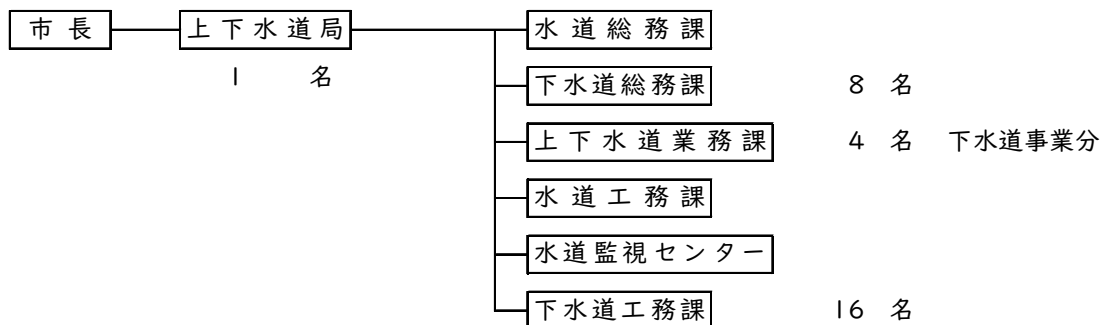 市長 上下水道局 水道総務課
1 名
下水道総務課 8 名
上下水道業務課 4 名 下水道事業分
水道工務課
水道監視センター
下水道工務課 16 名